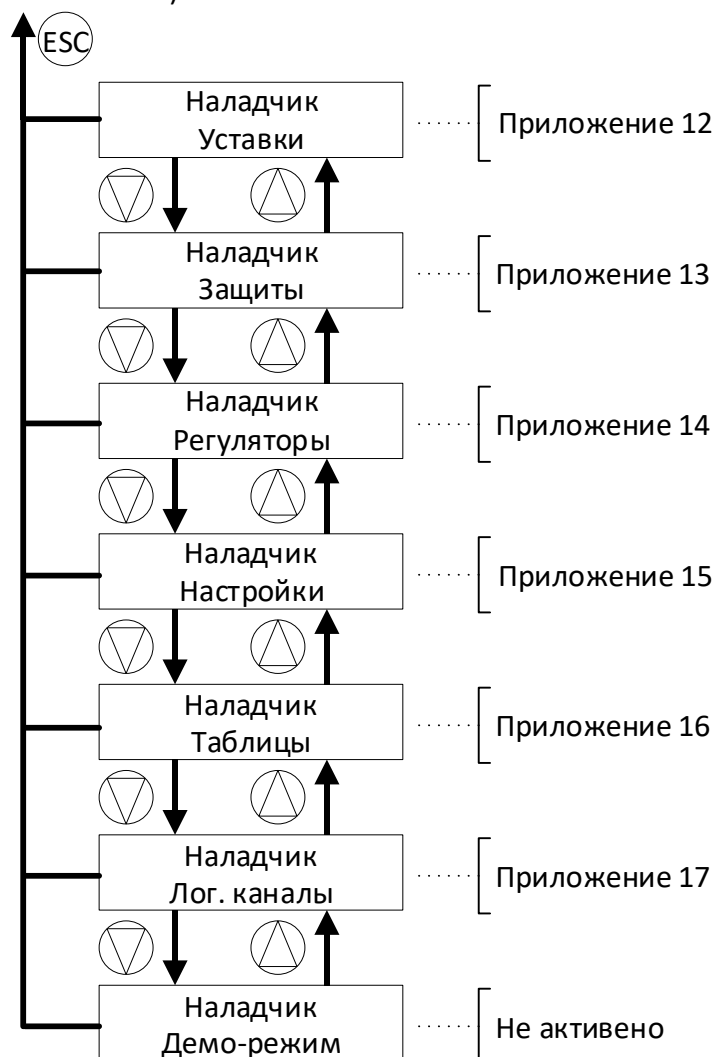 ESC
Наладчик
Уставки
Приложение 12
Наладчик
Защиты
Приложение 13
Наладчик
Регуляторы
Приложение 14
Наладчик
Настройки
Приложение 15
Наладчик
Таблицы
Приложение 16
Наладчик
Лог. каналы
Приложение 17
Наладчик
Демо-режим
Не активено